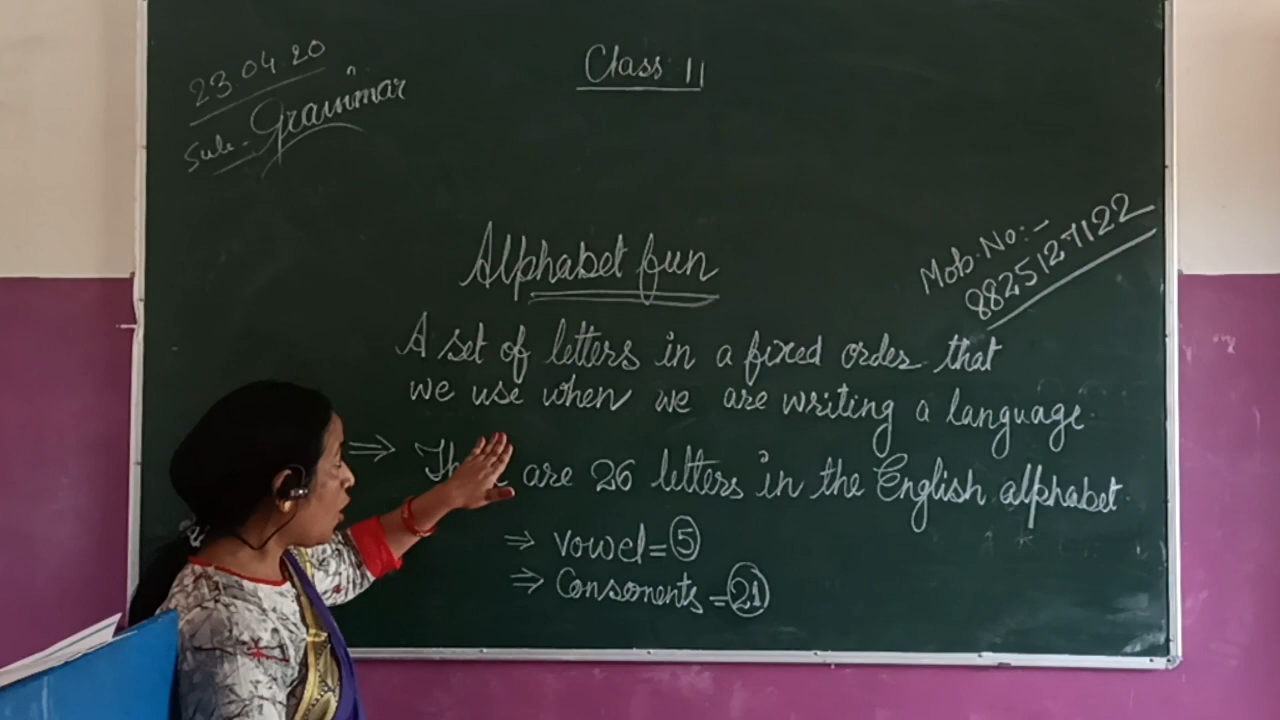 23.04.20
Sub- Grammar
Class II
Mob. No:-
8825127122
Alphabet fun
A set of letters in a fixed order that
we use when we are writing a language.
⇒ There are 26 letters in the English alphabet.
⇒ Vowel = 5
⇒ Consonents = 21